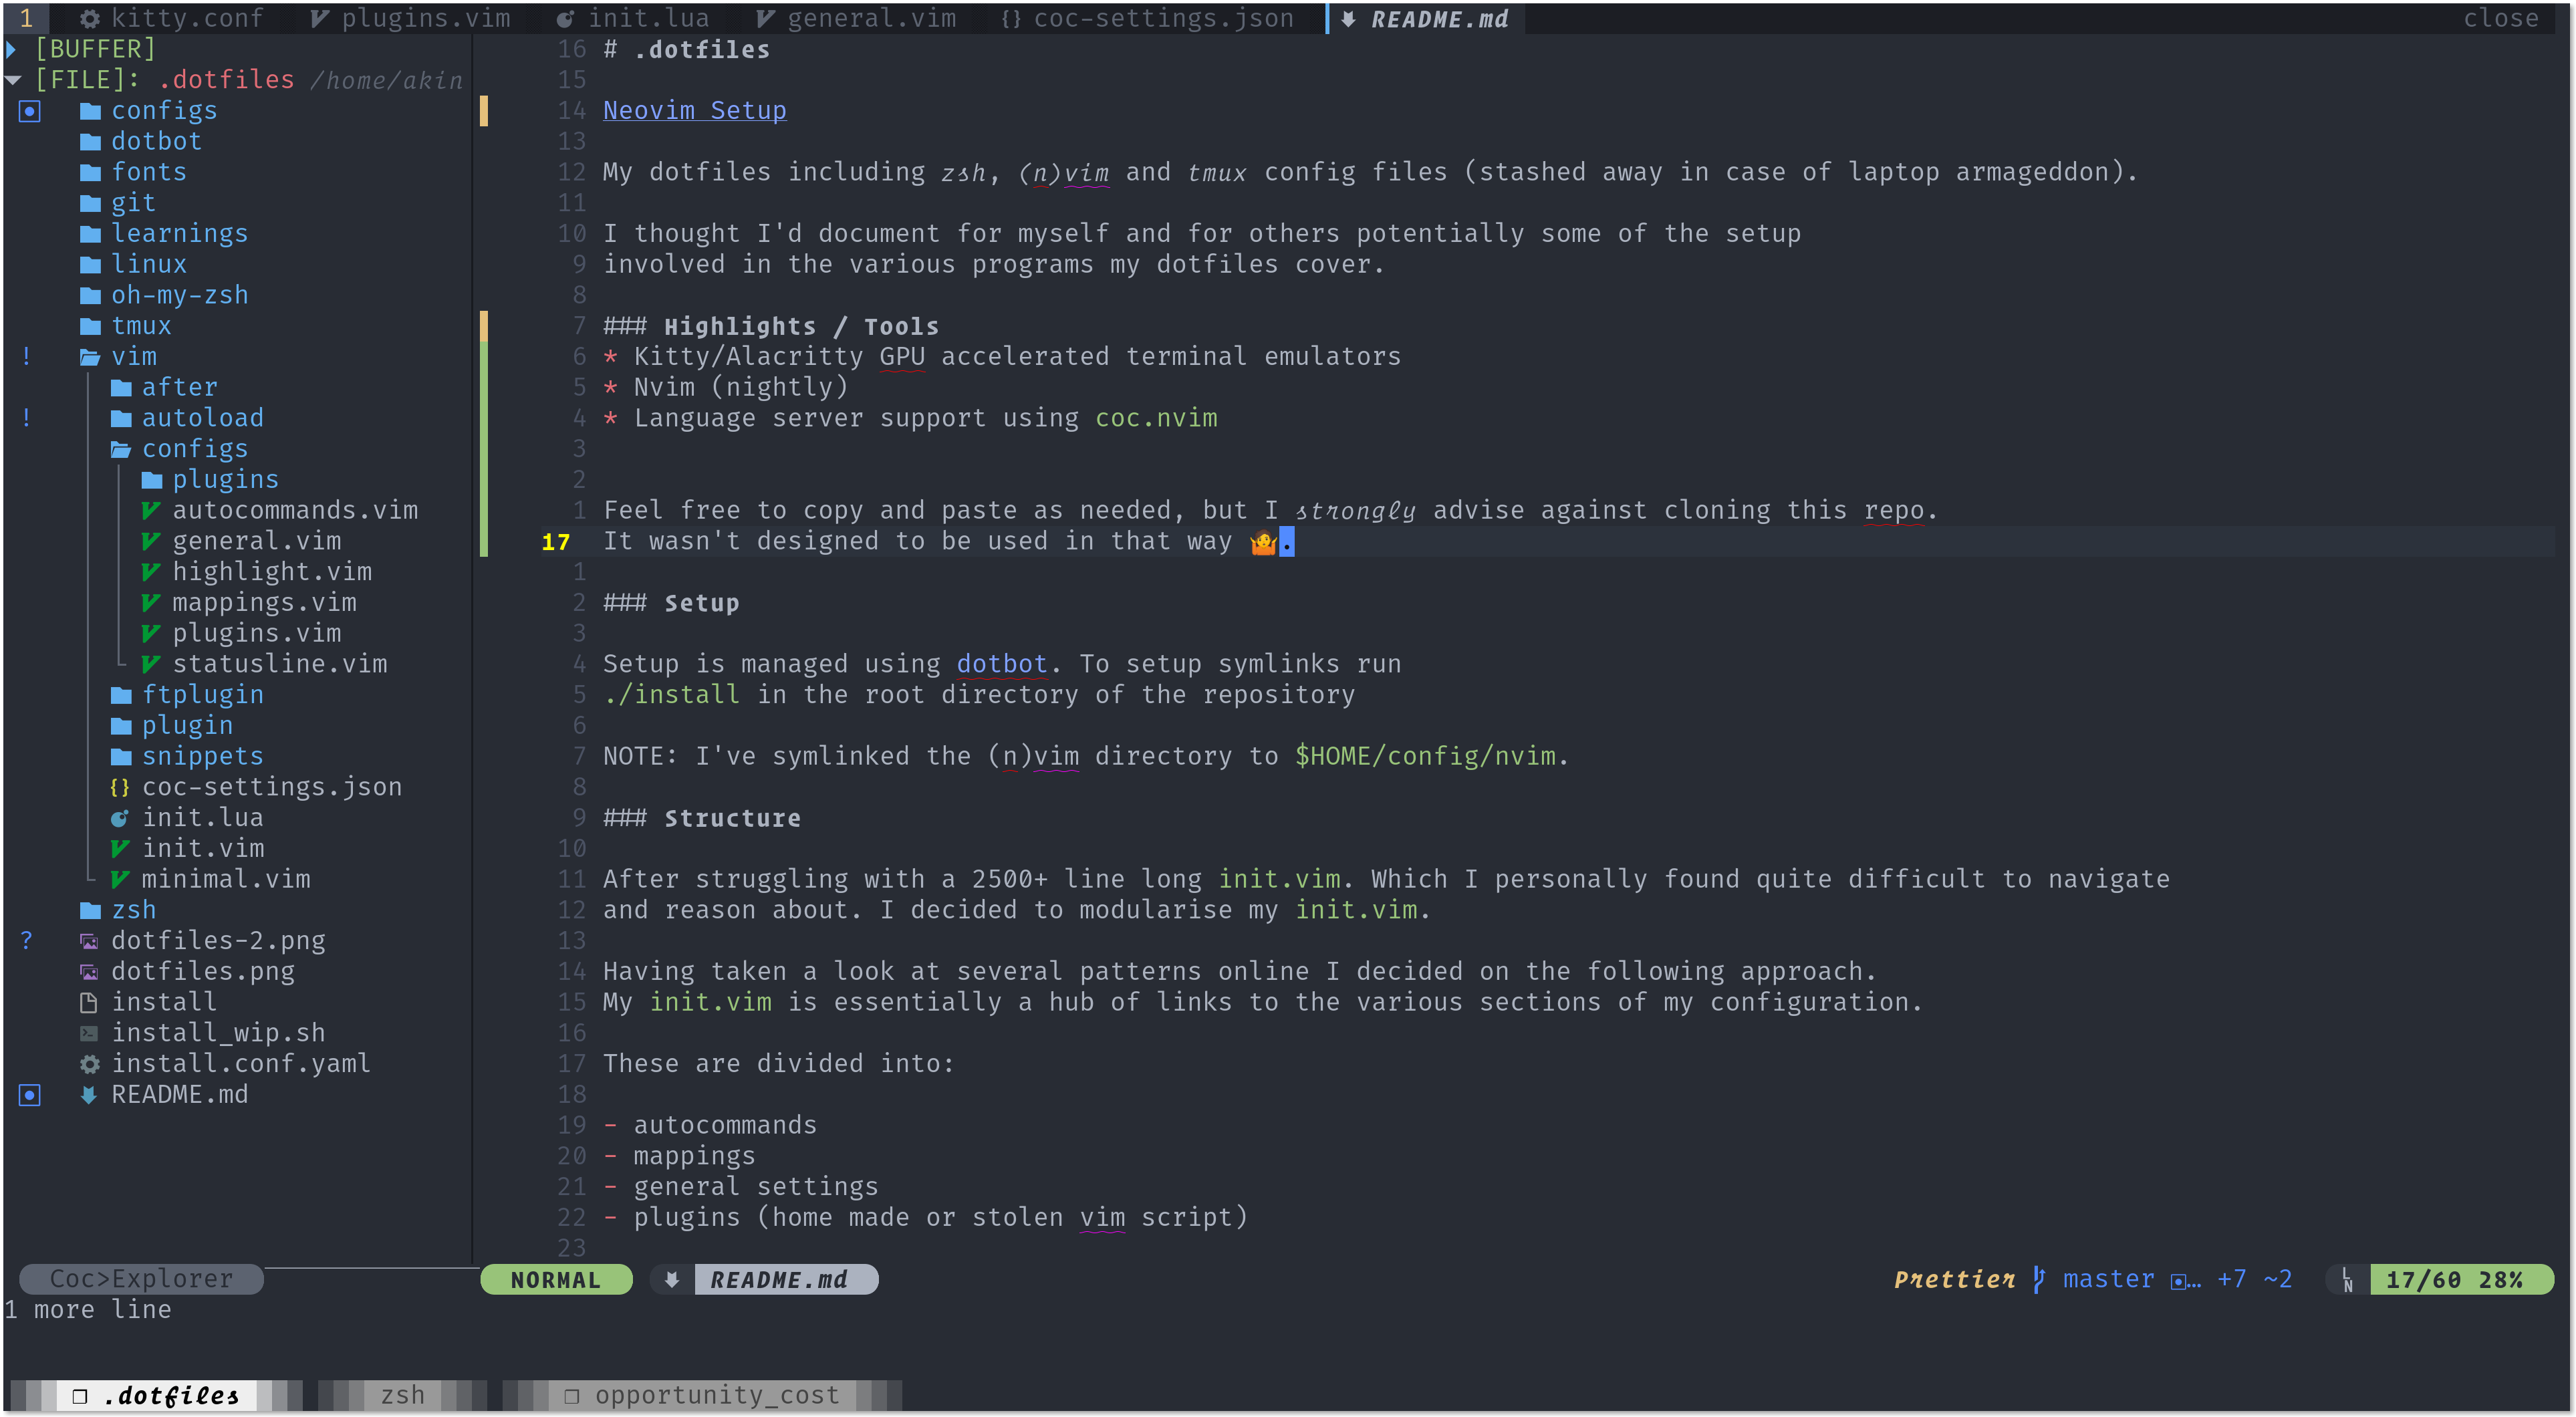 1 kitty.conf plugins.vim init.lua general.vim {} coc-settings.json README.md close
[BUFFER]
[FILE]: .dotfiles /home/akin
configs
dotbot
fonts
git
learnings
linux
oh-my-zsh
tmux
! vim
after
! autoload
configs
plugins
autocommands.vim
general.vim
highlight.vim
mappings.vim
plugins.vim
statusline.vim
ftplugin
plugin
snippets
{} coc-settings.json
init.lua
init.vim
minimal.vim
zsh
? dotfiles-2.png
dotfiles.png
install
install_wip.sh
install.conf.yaml
README.md
16 # .dotfiles
15
14 Neovim Setup
13
12 My dotfiles including zsh, (n)vim and tmux config files (stashed away in case of laptop armageddon).
11
10 I thought I'd document for myself and for others potentially some of the setup
9 involved in the various programs my dotfiles cover.
8
7 ### Highlights / Tools
6 * Kitty/Alacritty GPU accelerated terminal emulators
5 * Nvim (nightly)
4 * Language server support using coc.nvim
3
2
1 Feel free to copy and paste as needed, but I strongly advise against cloning this repo.
17 It wasn't designed to be used in that way 🤷.
1
2 ### Setup
3
4 Setup is managed using dotbot. To setup symlinks run
5 ./install in the root directory of the repository
6
7 NOTE: I've symlinked the (n)vim directory to $HOME/config/nvim.
8
9 ### Structure
10
11 After struggling with a 2500+ line long init.vim. Which I personally found quite difficult to navigate
12 and reason about. I decided to modularise my init.vim.
13
14 Having taken a look at several patterns online I decided on the following approach.
15 My init.vim is essentially a hub of links to the various sections of my configuration.
16
17 These are divided into:
18
19 - autocommands
20 - mappings
21 - general settings
22 - plugins (home made or stolen vim script)
23
Coc>Explorer NORMAL README.md Prettier master … +7 ~2 LN 17/60 28%
1 more line
❐ .dotfiles zsh ❐ opportunity_cost